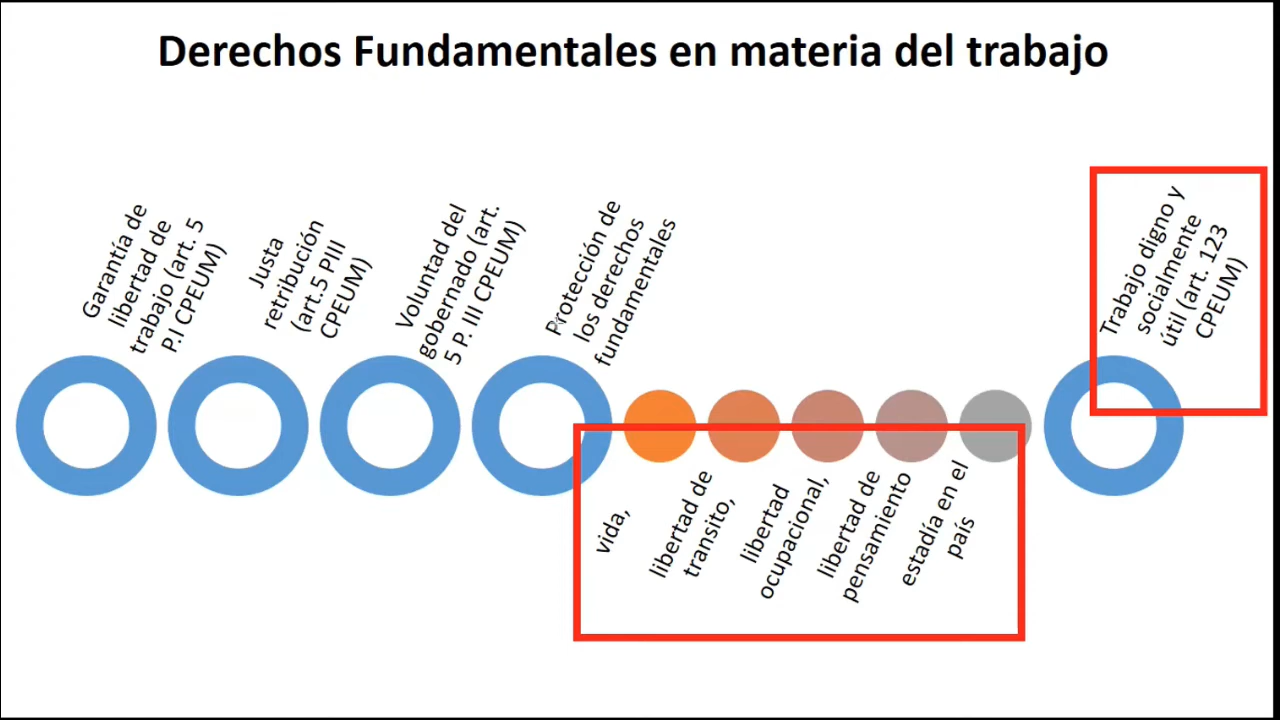 Derechos Fundamentales en materia del trabajo
Garantía de
libertad de
trabajo (art. 5
P.I CPEUM)
Justa
retribución
(art.5 PIII
CPEUM)
Voluntad del
gobernado (art.
5 P. III CPEUM)
Protección de
los derechos
fundamentales
vida,
libertad de
transito,
libertad
ocupacional,
libertad de
pensamiento
estadía en el
país
Trabajo digno y
socialmente
útil (art. 123
CPEUM)